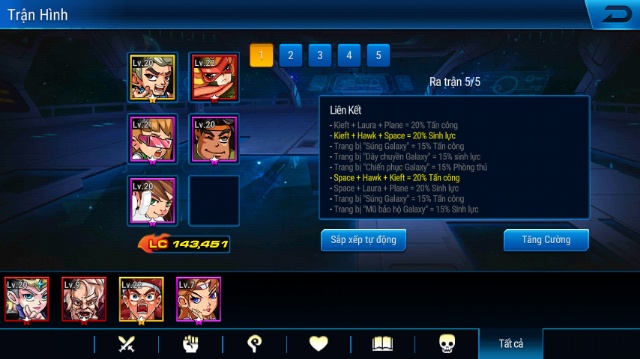 Trận Hình
Lv.20
Lv.22
1
2
3
4
5
Ra trận 5/5
Lv.20
Lv.20
Lv.20
LC 143,451
Liên Kết
- Kieft + Laura + Plane = 20% Tấn công
- Kieft + Hawk + Space = 20% Sinh lực
- Trang bị "Súng Galaxy" = 15% Tấn công
- Trang bị "Dây chuyền Galaxy" = 15% sinh lực
- Trang bị "Chiến phục Galaxy" = 15% Phòng thủ
- Space + Hawk + Kieft = 20% Tấn công
- Space + Laura + Plane = 20% Sinh lực
- Trang bị "Súng Galaxy" = 15% Tấn công
- Trang bị "Mũ bảo hộ Galaxy" = 15% Sinh lực
Sắp xếp tự động
Tăng Cường
Lv.20
Lv.7
Tất cả